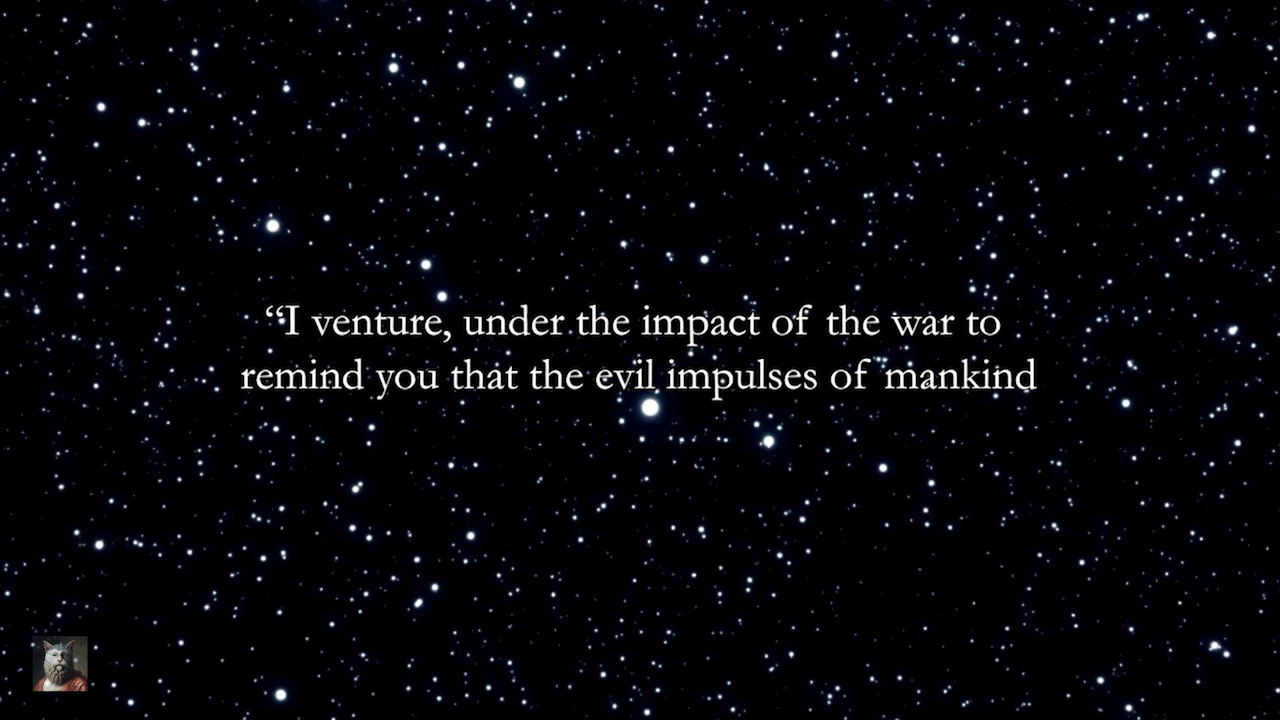 “I venture, under the impact of the war to
remind you that the evil impulses of mankind